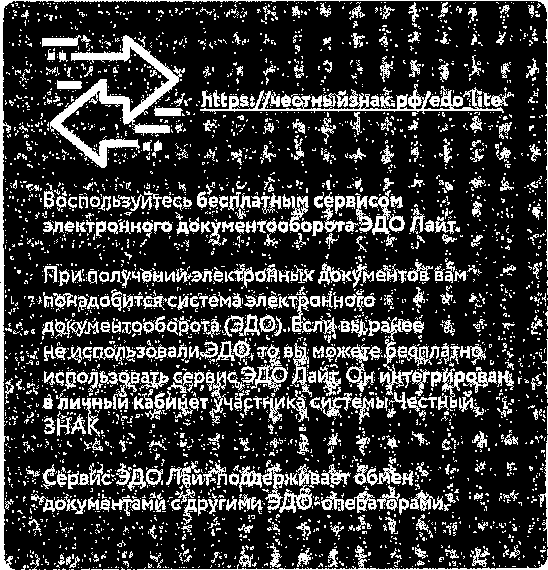 https://честныйзнак.рф/edo-lite
Воспользуйтесь бесплатным сервисом
электронного документооборота ЭДО Лайт.
При получении электронных документов вам
понадобится система электронного
документооборота (ЭДО). Если вы ранее
не использовали ЭДО, то вы можете бесплатно
использовать сервис ЭДО Лайт. Он интегрирован
в личный кабинет участника системы Честный
ЗНАК
Сервис ЭДО Лайт поддерживает обмен
документами с другими ЭДО-операторами.